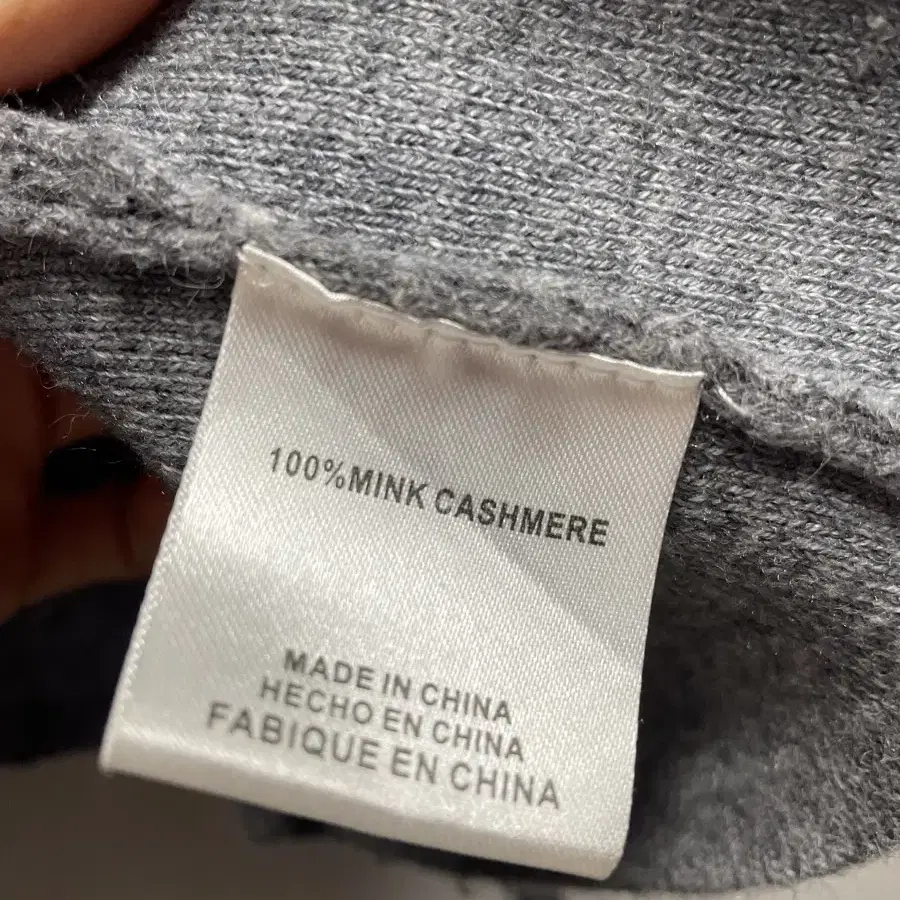 100%MINK CASHMERE
MADE IN CHINA
HECHO EN CHINA
FABIQUE EN CHINA